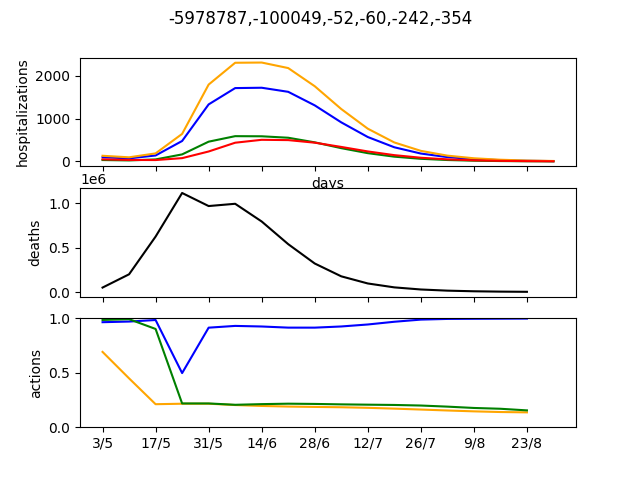 -5978787,-100049,-52,-60,-242,-354
hospitalizations
2000
1000
0
days
1e6
deaths
1.0
0.5
0.0
actions
1.0
0.5
0.0
3/5 17/5 31/5 14/6 28/6 12/7 26/7 9/8 23/8